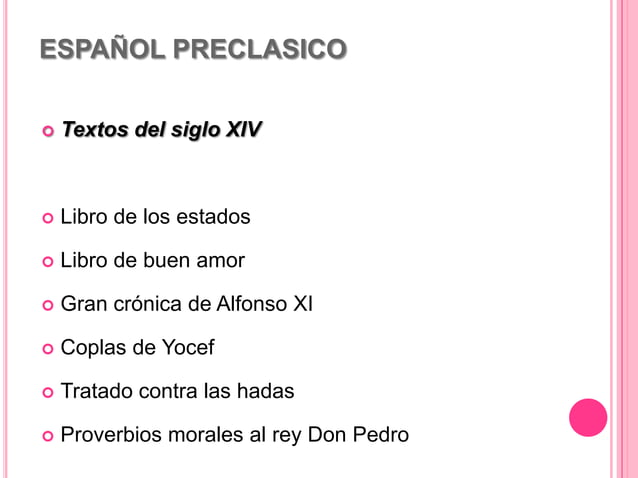 ESPAÑOL PRECLASICO
Textos del siglo XIV
Libro de los estados
Libro de buen amor
Gran crónica de Alfonso XI
Coplas de Yocef
Tratado contra las hadas
Proverbios morales al rey Don Pedro